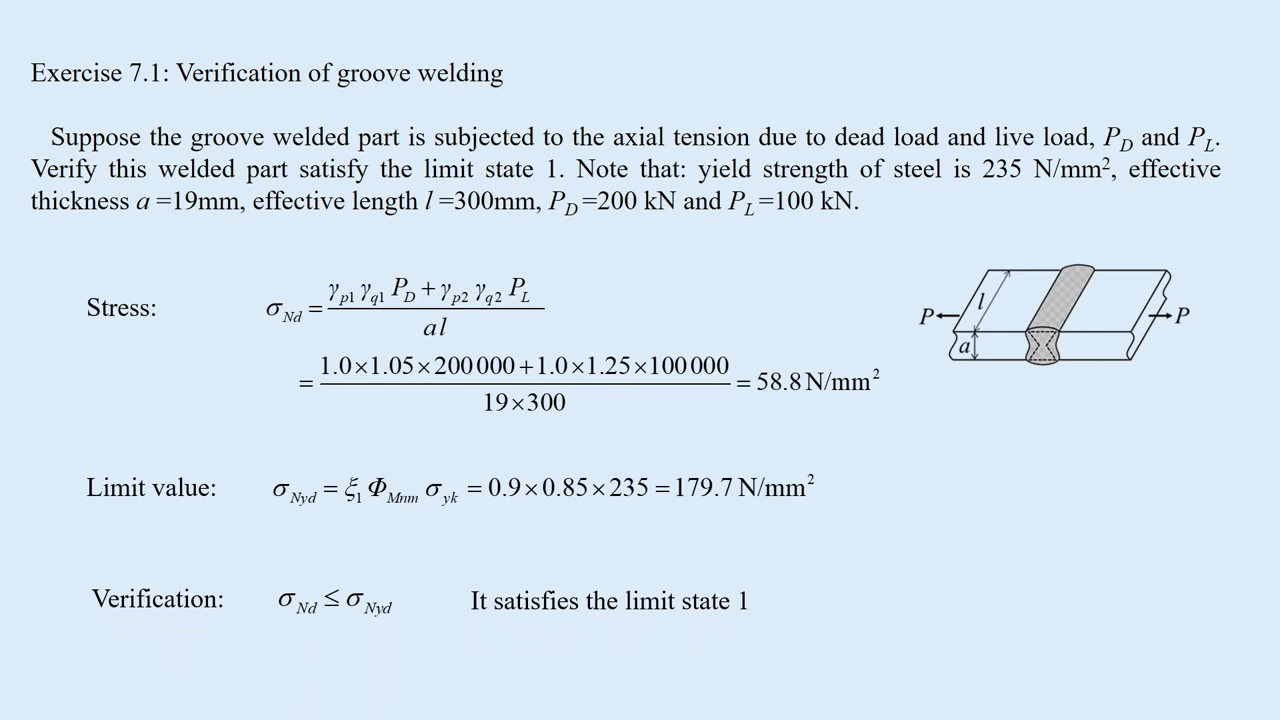 Exercise 7.1: Verification of groove welding
Suppose the groove welded part is subjected to the axial tension due to dead load and live load, P_D and P_L.
Verify this welded part satisfy the limit state 1. Note that: yield strength of steel is 235 N/mm², effective
thickness a =19mm, effective length l =300mm, P_D =200 kN and P_L =100 kN.
Stress: σ_Nd = (γ_p1 γ_q1 P_D + γ_p2 γ_q2 P_L) / (a l)
= (1.0×1.05×200000+1.0×1.25×100000) / (19×300) = 58.8 N/mm²
P l P
a
Limit value: σ_Nyd = ξ_1 Φ_Mnm σ_yk = 0.9×0.85×235 =179.7 N/mm²
Verification: σ_Nd ≤ σ_Nyd It satisfies the limit state 1